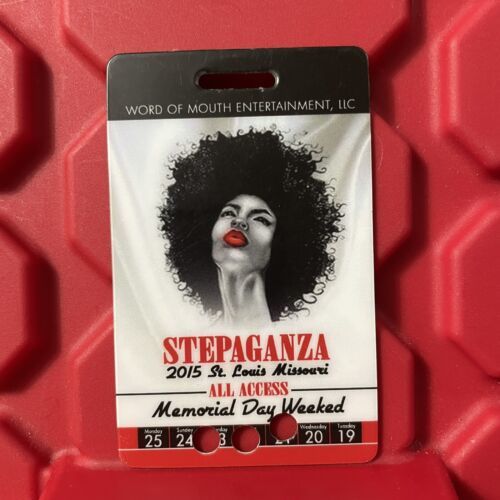 WORD OF MOUTH ENTERTAINMENT, LLC
STEPAGANZA
2015 St. Louis Missouri
ALL ACCESS
Memorial Day Weeked
Monday Sunday Wednesday Tuesday
25 24 20 19